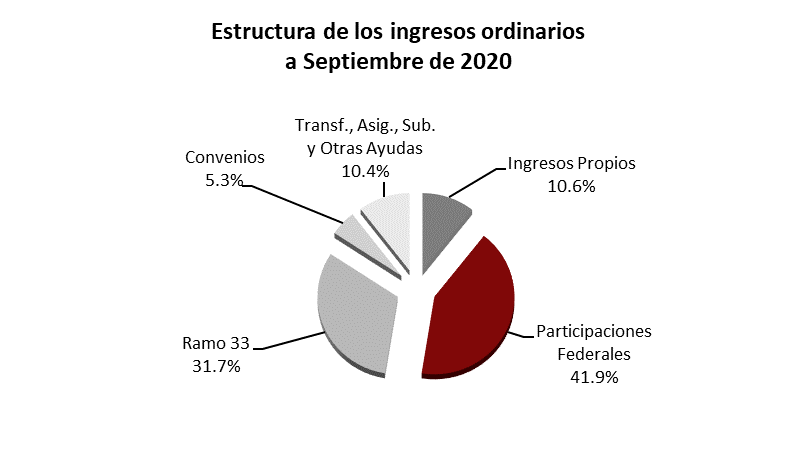 Estructura de los ingresos ordinarios
a Septiembre de 2020
Transf., Asig., Sub.
y Otras Ayudas
10.4%
Convenios
5.3%
Ingresos Propios
10.6%
Ramo 33
31.7%
Participaciones
Federales
41.9%